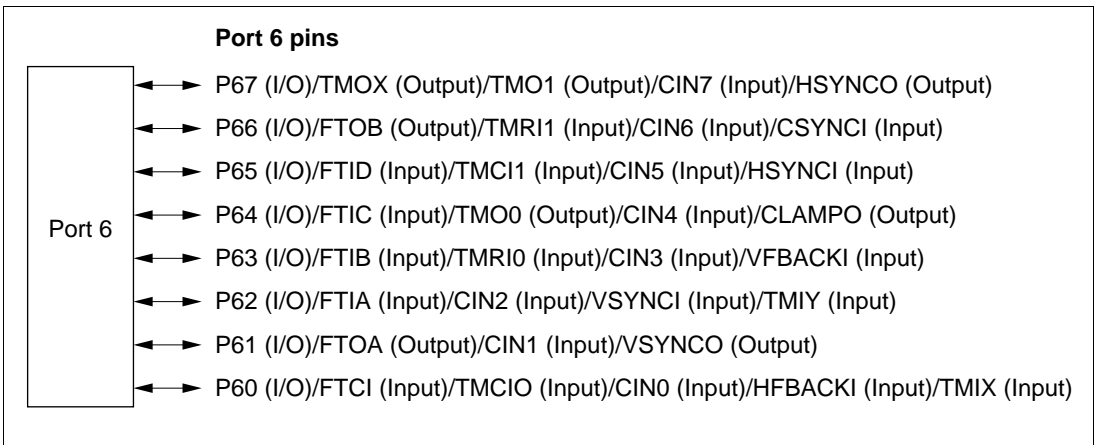 Port 6 pins
P67 (I/O)/TMOX (Output)/TMO1 (Output)/CIN7 (Input)/HSYNCO (Output)
P66 (I/O)/FTOB (Output)/TMRI1 (Input)/CIN6 (Input)/CSYNCI (Input)
P65 (I/O)/FTID (Input)/TMCI1 (Input)/CIN5 (Input)/HSYNCI (Input)
Port 6
P64 (I/O)/FTIC (Input)/TMO0 (Output)/CIN4 (Input)/CLAMPO (Output)
P63 (I/O)/FTIB (Input)/TMRI0 (Input)/CIN3 (Input)/VFBACKI (Input)
P62 (I/O)/FTIA (Input)/CIN2 (Input)/VSYNCI (Input)/TMIY (Input)
P61 (I/O)/FTOA (Output)/CIN1 (Input)/VSYNCO (Output)
P60 (I/O)/FTCI (Input)/TMCIO (Input)/CIN0 (Input)/HFBACKI (Input)/TMIX (Input)